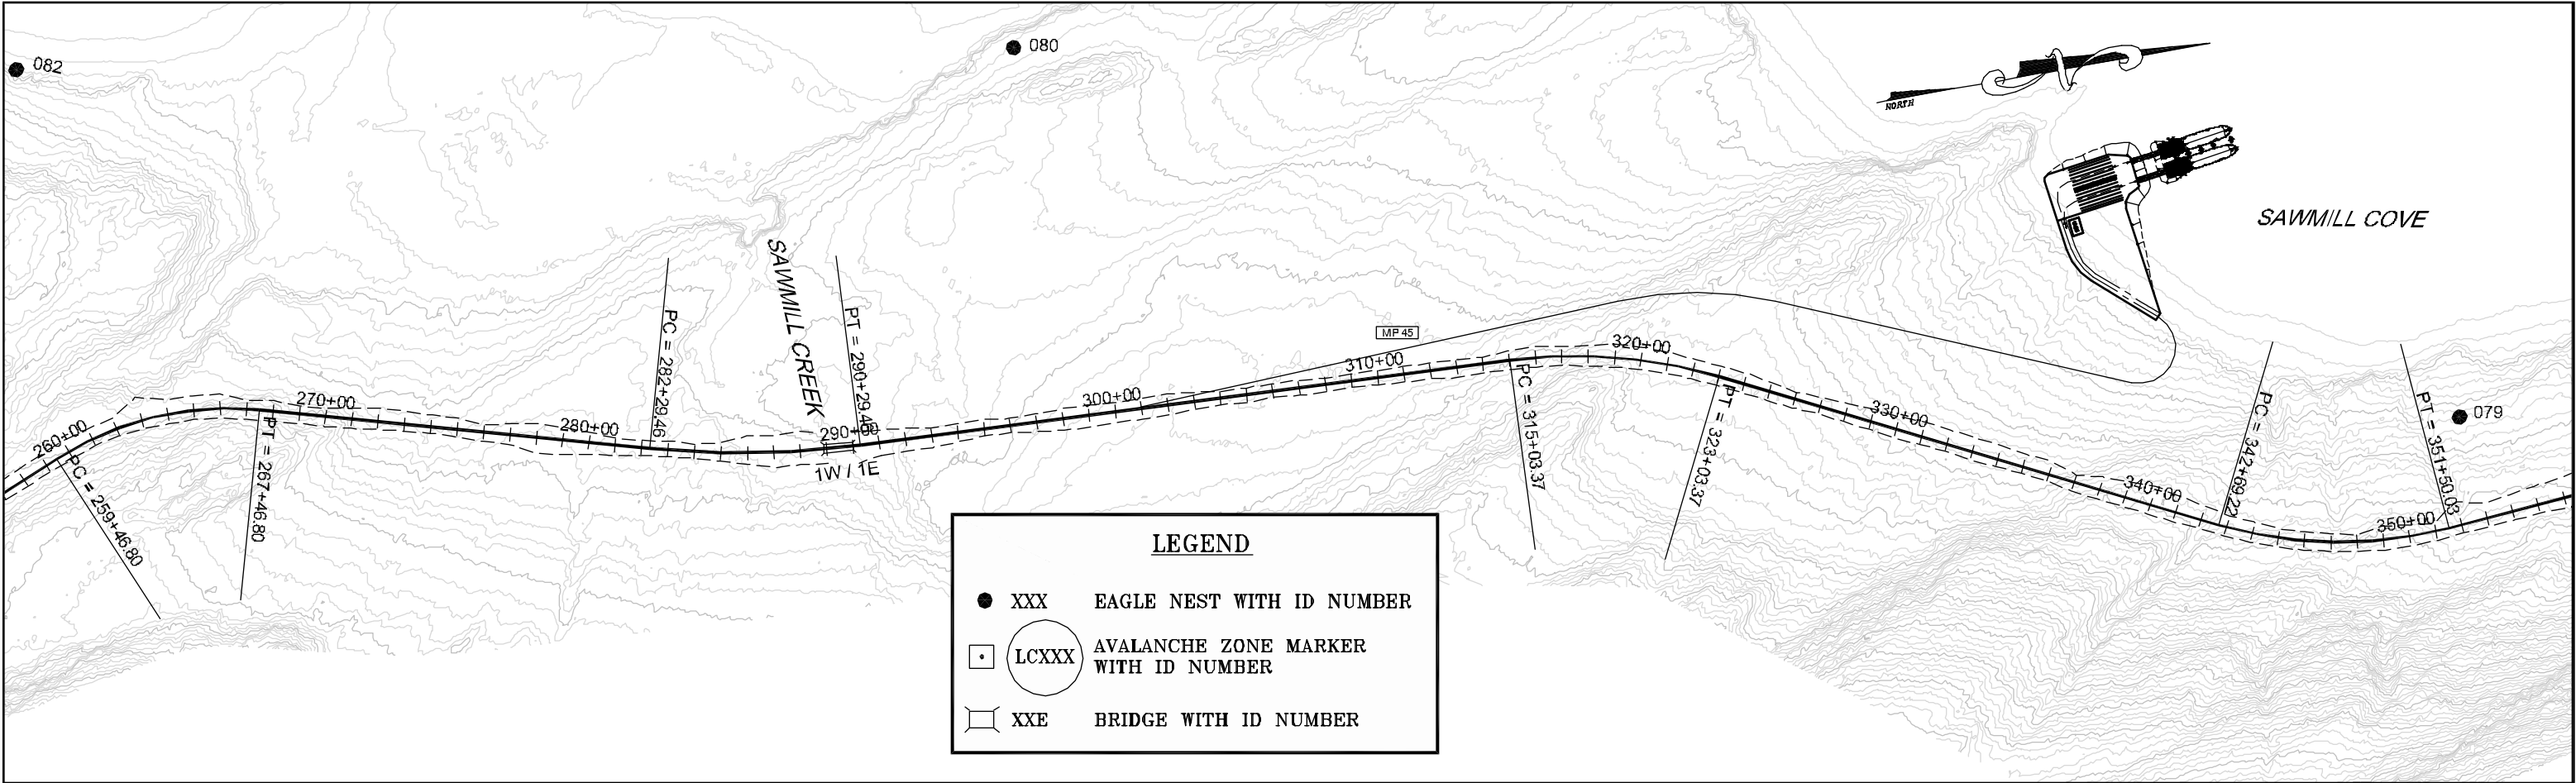 082
080
NORTH
SAWMILL COVE
SAWMILL CREEK
PC = 282+29.46
PT = 290+29.46
MP 45
260+00
270+00
280+00
290+00
300+00
310+00
320+00
330+00
340+00
350+00
079
PC = 259+46.80
PT = 267+46.80
1W / 1E
PC = 315+03.37
PT = 323+03.37
PC = 342+69.22
PT = 351+50.03
LEGEND
XXX EAGLE NEST WITH ID NUMBER
LCXXX AVALANCHE ZONE MARKER
WITH ID NUMBER
XXE BRIDGE WITH ID NUMBER